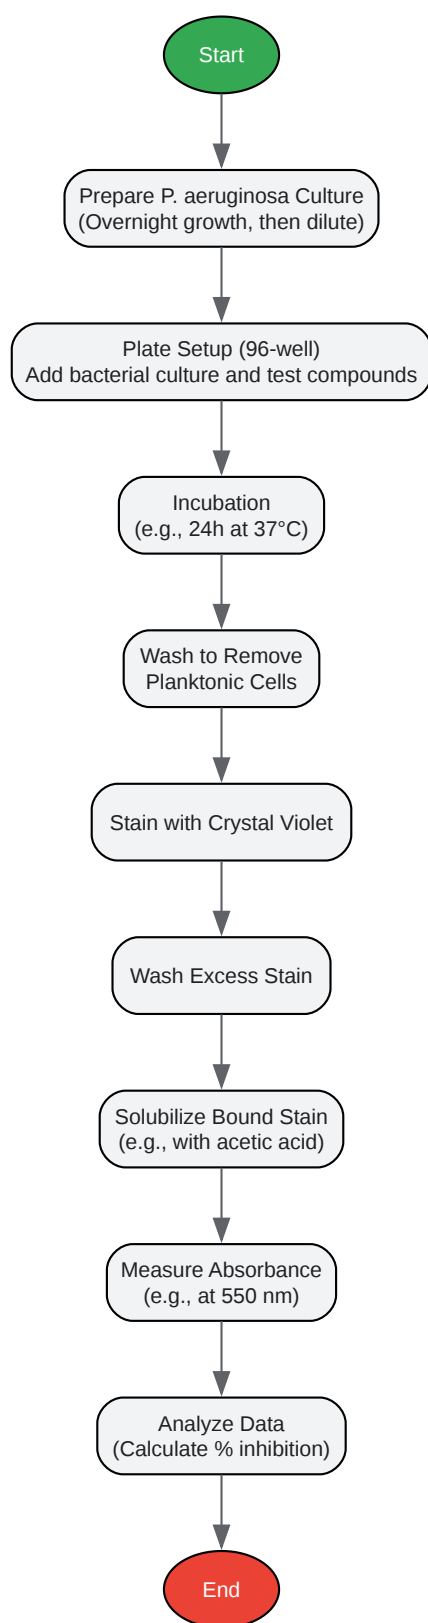 Start
Prepare P. aeruginosa Culture
(Overnight growth, then dilute)
Plate Setup (96-well)
Add bacterial culture and test compounds
Incubation
(e.g., 24h at 37°C)
Wash to Remove
Planktonic Cells
Stain with Crystal Violet
Wash Excess Stain
Solubilize Bound Stain
(e.g., with acetic acid)
Measure Absorbance
(e.g., at 550 nm)
Analyze Data
(Calculate % inhibition)
End